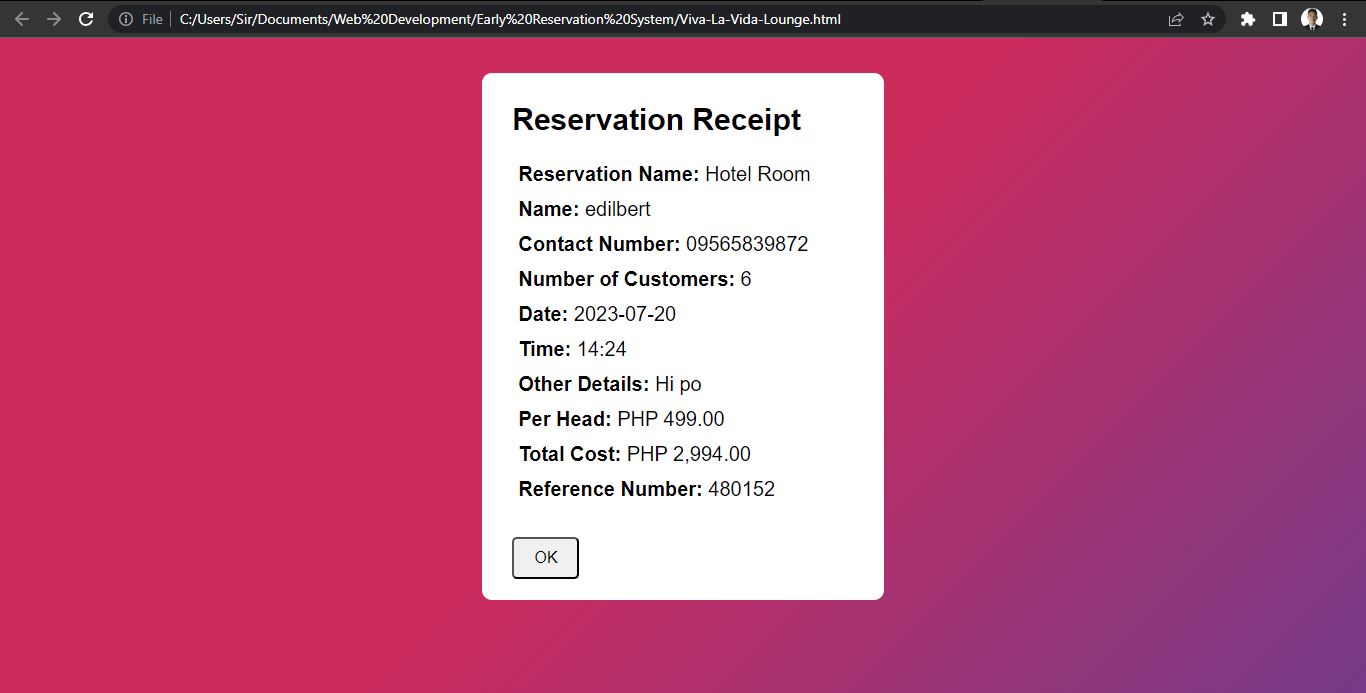 File C:/Users/Sir/Documents/Web%20Development/Early%20Reservation%20System/Viva-La-Vida-Lounge.html
Reservation Receipt
Reservation Name: Hotel Room
Name: edilbert
Contact Number: 09565839872
Number of Customers: 6
Date: 2023-07-20
Time: 14:24
Other Details: Hi po
Per Head: PHP 499.00
Total Cost: PHP 2,994.00
Reference Number: 480152
OK